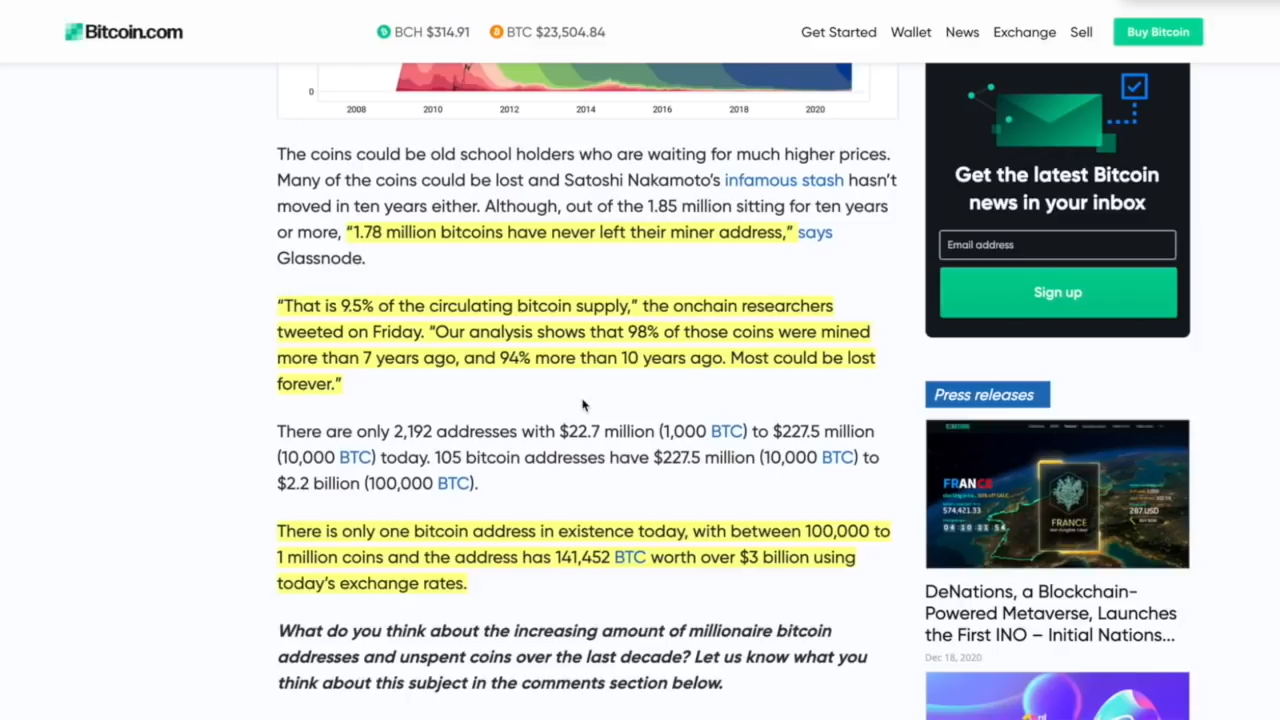 Bitcoin.com
BCH $314.91
BTC $23,504.84
Get Started
Wallet
News
Exchange
Sell
Buy Bitcoin
0
2008
2010
2012
2014
2016
2018
2020
The coins could be old school holders who are waiting for much higher prices.
Many of the coins could be lost and Satoshi Nakamoto's infamous stash hasn't
moved in ten years either. Although, out of the 1.85 million sitting for ten years
or more, “1.78 million bitcoins have never left their miner address,” says
Glassnode.
“That is 9.5% of the circulating bitcoin supply,” the onchain researchers
tweeted on Friday. “Our analysis shows that 98% of those coins were mined
more than 7 years ago, and 94% more than 10 years ago. Most could be lost
forever.”
There are only 2,192 addresses with $22.7 million (1,000 BTC) to $227.5 million
(10,000 BTC) today. 105 bitcoin addresses have $227.5 million (10,000 BTC) to
$2.2 billion (100,000 BTC).
There is only one bitcoin address in existence today, with between 100,000 to
1 million coins and the address has 141,452 BTC worth over $3 billion using
today's exchange rates.
What do you think about the increasing amount of millionaire bitcoin
addresses and unspent coins over the last decade? Let us know what you
think about this subject in the comments section below.
Get the latest Bitcoin
news in your inbox
Email address
Sign up
Press releases
FRANCE
574,421.33
FRANCE
287.USD
DeNations, a Blockchain-
Powered Metaverse, Launches
the First INO – Initial Nations...
Dec 18, 2020